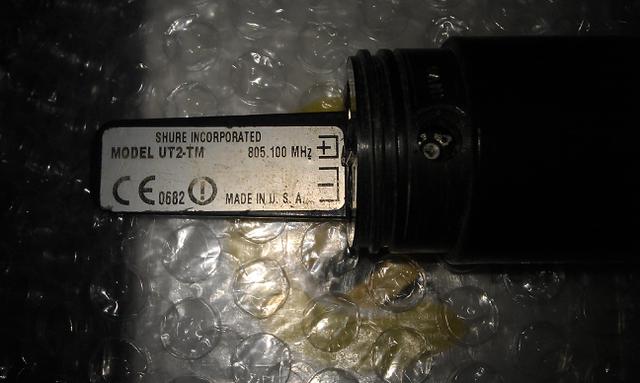 SHURE INCORPORATED
MODEL UT2-TM 805.100 MHz
+
-
CE 0682 MADE IN U. S. A.